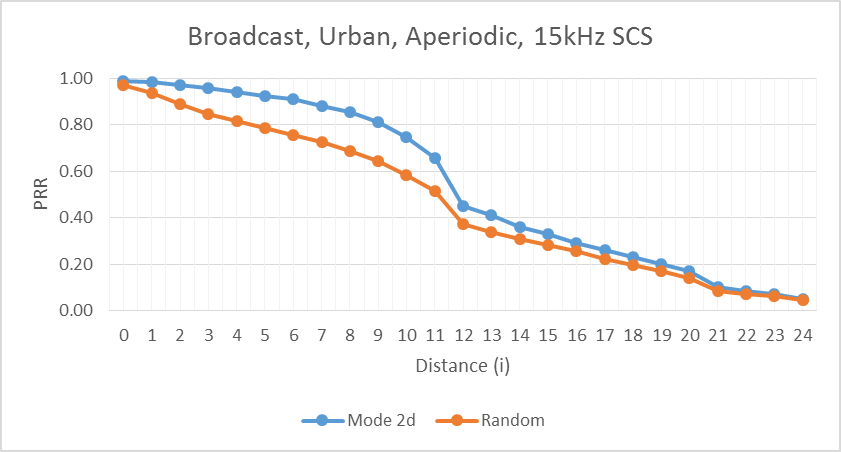 Broadcast, Urban, Aperiodic, 15kHz SCS
1.00
0.80
0.60
0.40
0.20
0.00
PRR
0 1 2 3 4 5 6 7 8 9 10 11 12 13 14 15 16 17 18 19 20 21 22 23 24
Distance (i)
Mode 2d Random